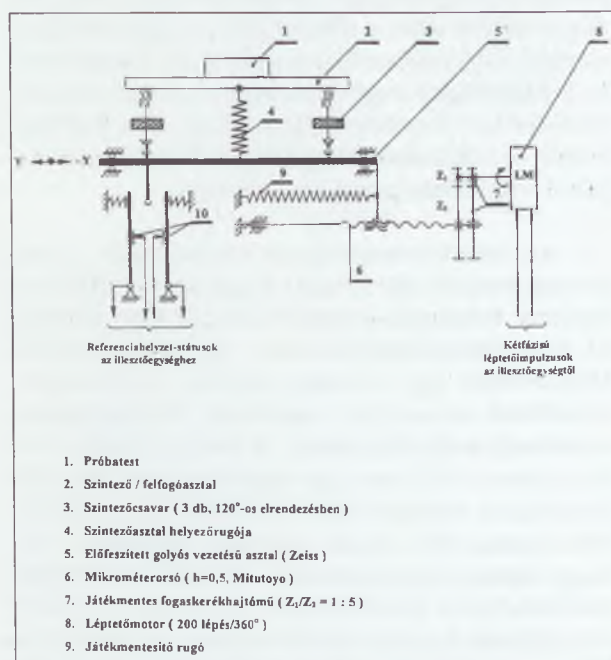 1
2
3
5
8
4
Y
-Y
9
Z₁
LM
Z₂
7
10
6
Referenciahelyzet-státusok
az illesztőegységhez
Kétfázisú
léptetőimpulzusok
az illesztőegységtől
1. Próbatest
2. Szintező / felfogóasztal
3. Szintezőcsavar ( 3 db, 120°-os elrendezésben )
4. Szintezőasztal helyezőrugója
5. Előfeszített golyós vezetésű asztal ( Zeiss )
6. Mikrométerorsó ( h=0,5, Mitutoyo )
7. Játékmentes fogaskerékhajtómű ( Z₁/Z₂ = 1 : 5 )
8. Léptetőmotor ( 200 lépés/360° )
9. Játékmentesítő rugó